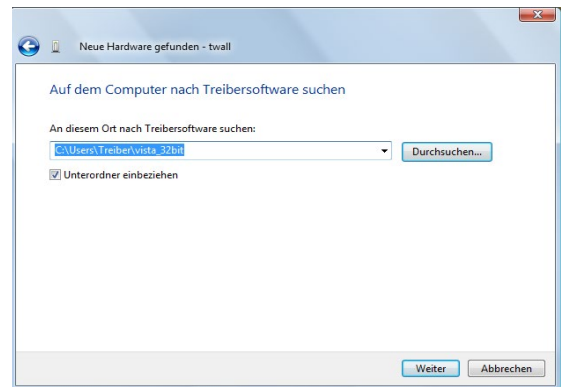 Neue Hardware gefunden - twall
Auf dem Computer nach Treibersoftware suchen
An diesem Ort nach Treibersoftware suchen:
C:\Users\Treiber\vista_32bit
Durchsuchen...
Unterordner einbeziehen
Weiter
Abbrechen